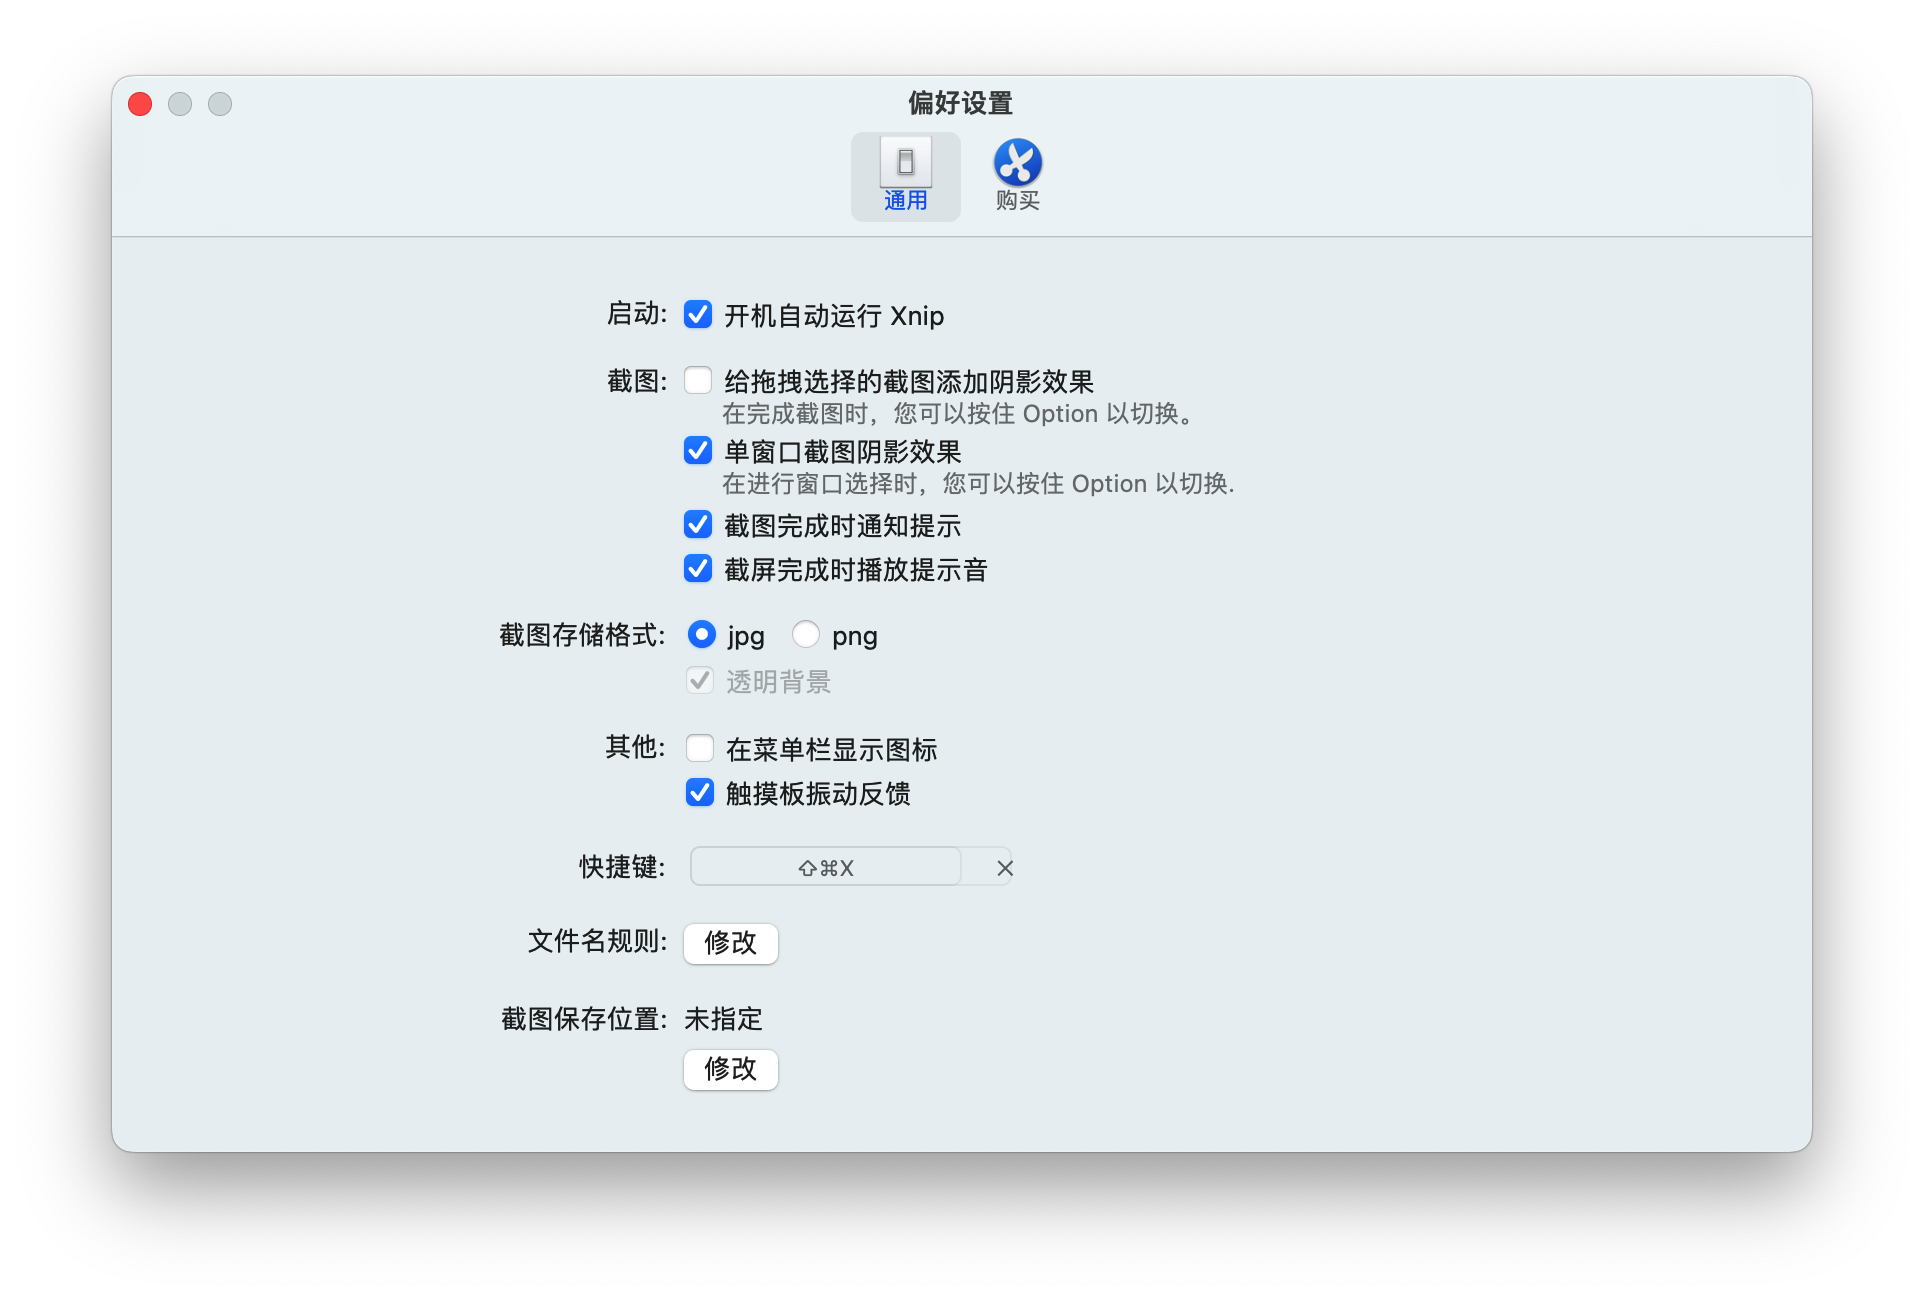 偏好设置
通用 购买
启动: 开机自动运行 Xnip
截图: 给拖拽选择的截图添加阴影效果
在完成截图时，您可以按住 Option 以切换。
单窗口截图阴影效果
在进行窗口选择时，您可以按住 Option 以切换.
截图完成时通知提示
截屏完成时播放提示音
截图存储格式: jpg png
透明背景
其他: 在菜单栏显示图标
触摸板振动反馈
快捷键: ⇧⌘X
文件名规则: 修改
截图保存位置: 未指定
修改